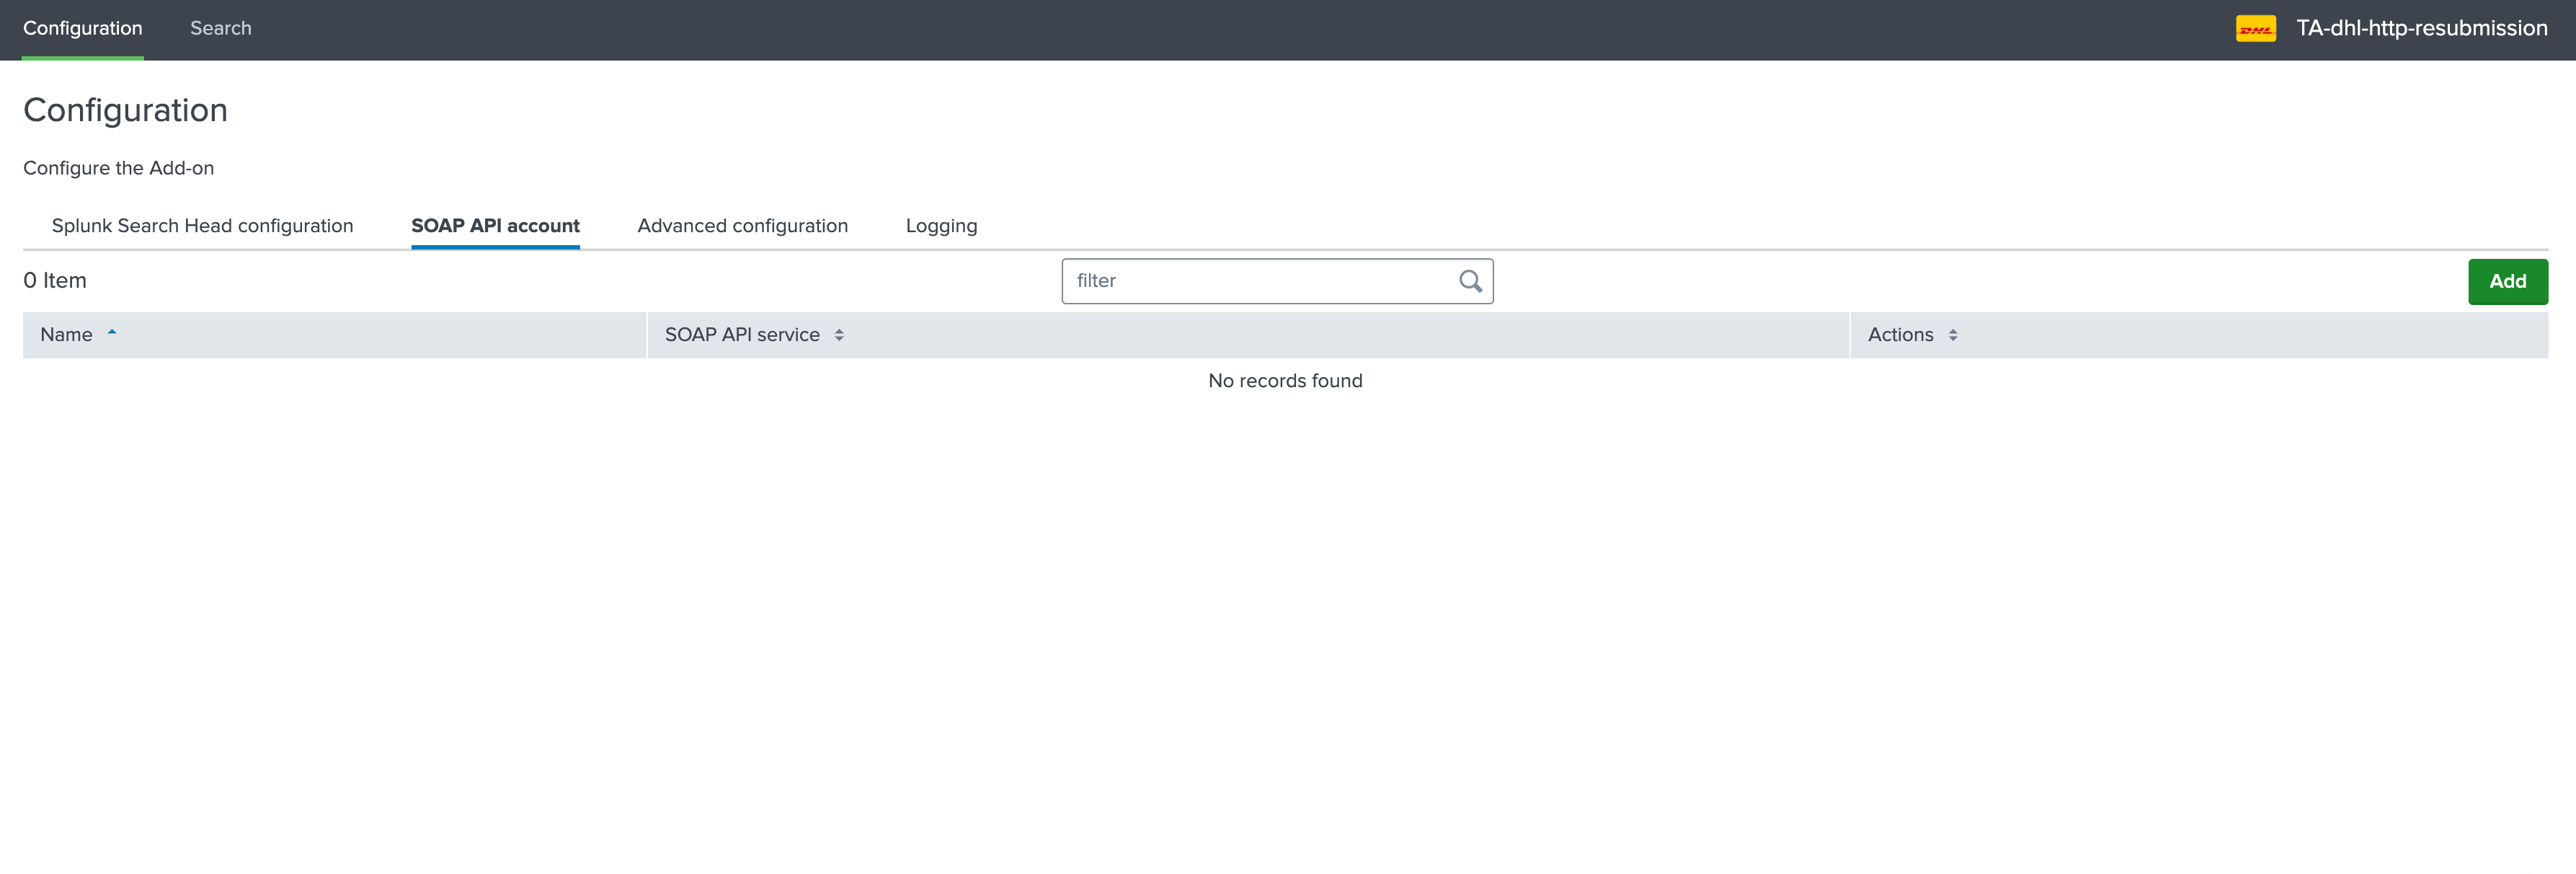 Configuration Search DHL TA-dhl-http-resubmission
Configuration
Configure the Add-on
Splunk Search Head configuration SOAP API account Advanced configuration Logging
0 Item filter Add
Name SOAP API service Actions
No records found